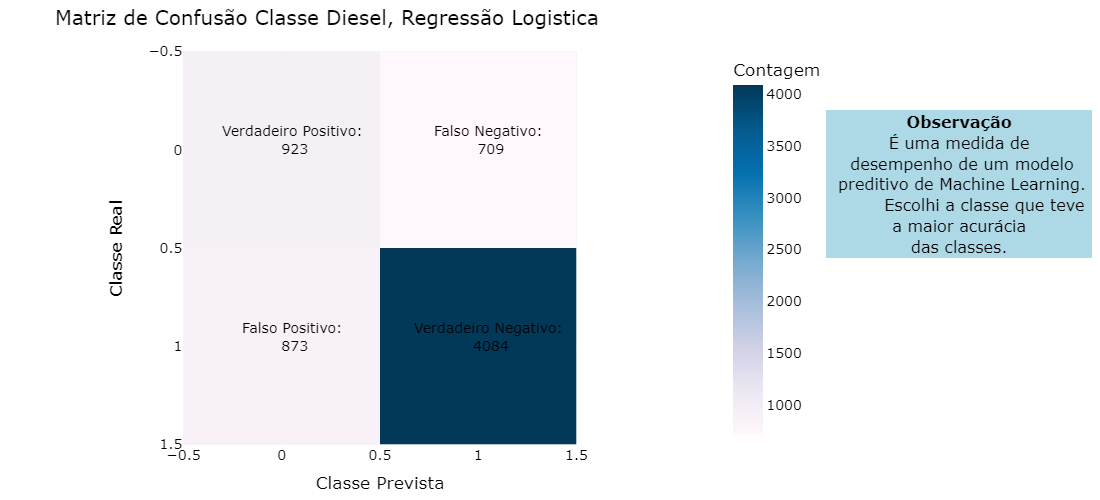 Matriz de Confusão Classe Diesel, Regressão Logistica
Contagem
−0.5
0
0.5
1
1.5
Classe Real
Verdadeiro Positivo:
923
Falso Negativo:
709
Falso Positivo:
873
Verdadeiro Negativo:
4084
−0.5
0
0.5
1
1.5
Classe Prevista
4000
3500
3000
2500
2000
1500
1000
Observação
É uma medida de
desempenho de um modelo
preditivo de Machine Learning.
Escolhi a classe que teve
a maior acurácia
das classes.